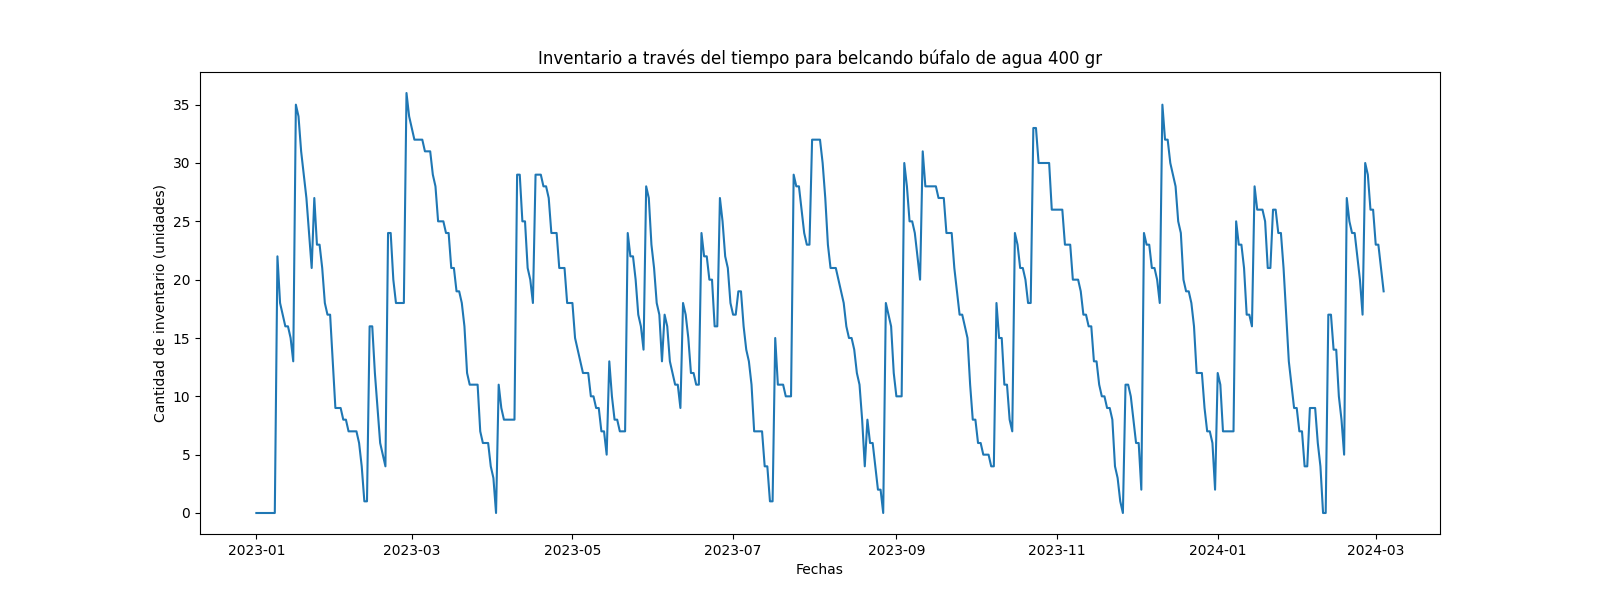 Inventario a través del tiempo para belcando búfalo de agua 400 gr
Cantidad de inventario (unidades)
35
30
25
20
15
10
5
0
2023-01 2023-03 2023-05 2023-07 2023-09 2023-11 2024-01 2024-03
Fechas